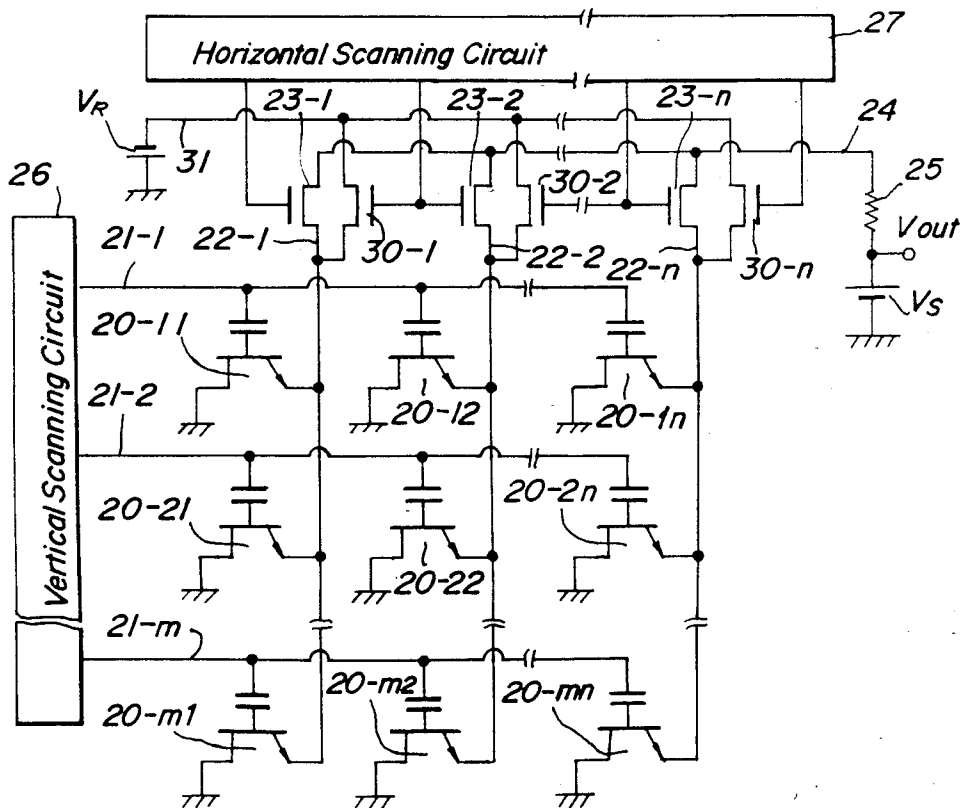 27
Horizontal Scanning Circuit
VR
23-1
23-2
23-n
24
31
26
25
30-2
22-1
30-1
22-2
22-n
30-n
Vout
21-1
VS
20-11
20-12
20-1n
21-2
Vertical Scanning Circuit
20-21
20-22
20-2n
21-m
20-m1
20-m2
20-mn